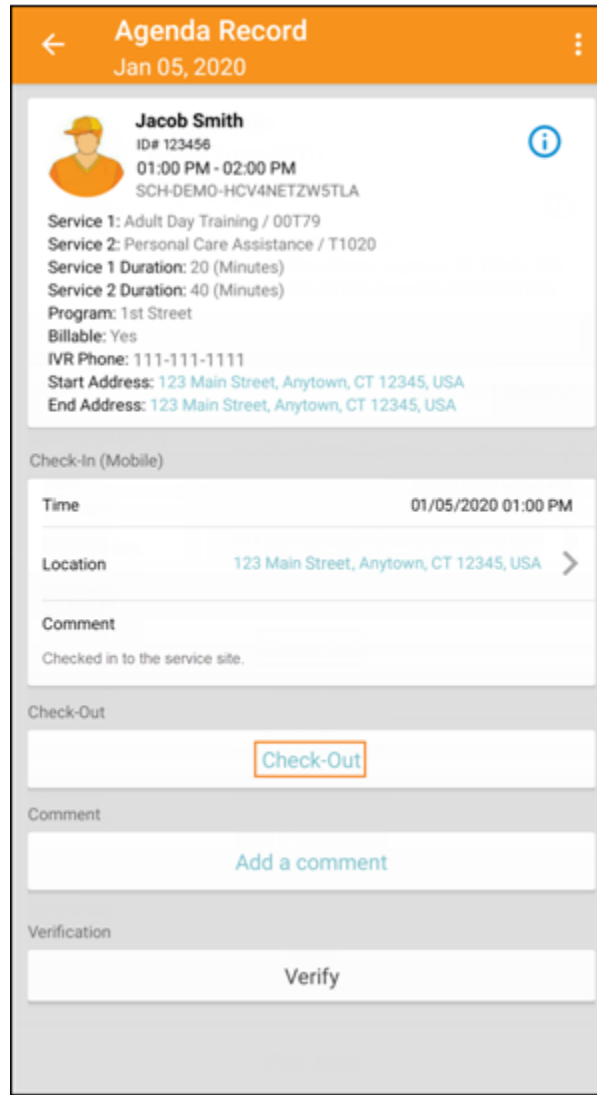 Agenda Record
Jan 05, 2020
Jacob Smith
ID# 123456
01:00 PM - 02:00 PM
SCH-DEMO-HCV4NETZW5TLA
Service 1: Adult Day Training / 00T79
Service 2: Personal Care Assistance / T1020
Service 1 Duration: 20 (Minutes)
Service 2 Duration: 40 (Minutes)
Program: 1st Street
Billable: Yes
IVR Phone: 111-111-1111
Start Address: 123 Main Street, Anytown, CT 12345, USA
End Address: 123 Main Street, Anytown, CT 12345, USA
Check-In (Mobile)
Time 01/05/2020 01:00 PM
Location 123 Main Street, Anytown, CT 12345, USA
Comment
Checked in to the service site.
Check-Out
Check-Out
Comment
Add a comment
Verification
Verify